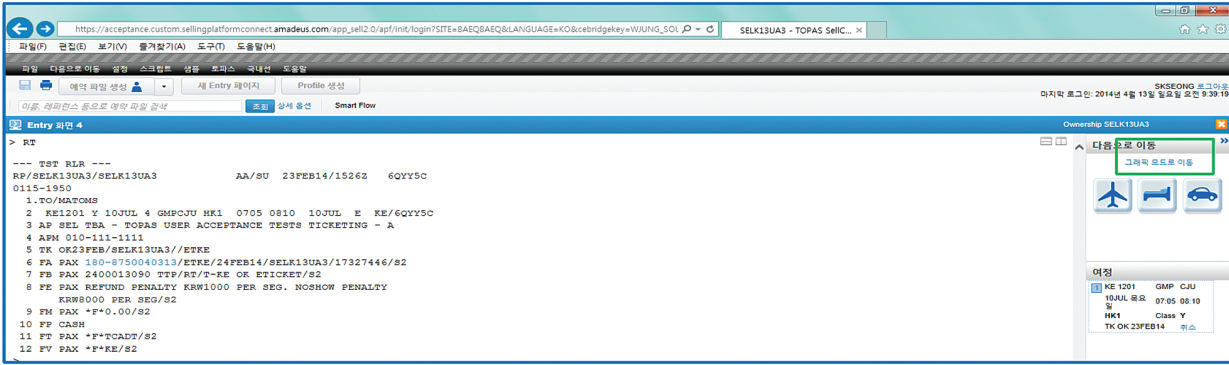 https://acceptance.custom.sellingplatformconnect.amadeus.com/app_sell2.0/apf/init/login?SITE=8AEQ8AEQ&LANGUAGE=KO&cebridgekey=WJUNG_SOL
SELK13UA3 - TOPAS SellC...
파일(F) 편집(E) 보기(V) 즐겨찾기(A) 도구(T) 도움말(H)
파일 다음으로 이동 설정 스크립트 샘플 토파스 국내선 도움말
예약 파일 생성 새 Entry 페이지 Profile 생성
SKSEONG 로그아웃
마지막 로그인: 2014년 4월 13일 일요일 오전 9:39:19
이름, 레퍼런스 등으로 예약 파일 검색 조회 상세 옵션 Smart Flow
Entry 화면 4 Ownership SELK13UA3
> RT
--- TST RLR ---
RP/SELK13UA3/SELK13UA3 AA/SU 23FEB14/1526Z 6QYY5C
0115-1950
1.TO/MATOMS
2 KE1201 Y 10JUL 4 GMPCJU HK1 0705 0810 10JUL E KE/6QYY5C
3 AP SEL TBA - TOPAS USER ACCEPTANCE TESTS TICKETING - A
4 APM 010-111-1111
5 TK OK23FEB/SELK13UA3//ETKE
6 FA PAX 180-8750040313/ETKE/24FEB14/SELK13UA3/17327446/S2
7 FB PAX 2400013090 TTP/RT/T-KE OK ETICKET/S2
8 FE PAX REFUND PENALTY KRW1000 PER SEG. NOSHOW PENALTY
KRW8000 PER SEG/S2
9 FM PAX *F*0.00/S2
10 FP CASH
11 FT PAX *F*TCADT/S2
12 FV PAX *F*KE/S2
>
다음으로 이동
그래픽 모드로 이동
여정
1 KE 1201 GMP CJU
10JUL 목요일 07:05 08:10
HK1 Class Y
TK OK 23FEB14 취소